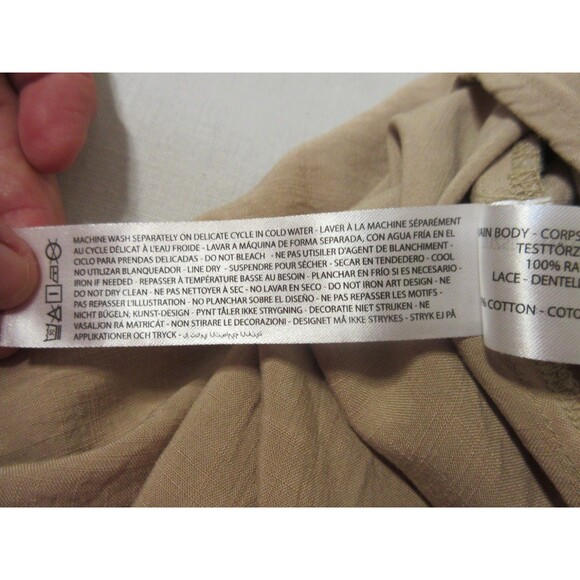 MACHINE WASH SEPARATELY ON DELICATE CYCLE IN COLD WATER - LAVER À LA MACHINE SÉPARÉMENT
AU CYCLE DÉLICAT À L'EAU FROIDE - LAVAR A MÁQUINA DE FORMA SEPARADA, CON AGUA FRÍA EN EL
CICLO PARA PRENDAS DELICADAS - DO NOT BLEACH - NE PAS UTISILER D'AGENT DE BLANCHIMENT -
NO UTILIZAR BLANQUEADOR - LINE DRY - SUSPENDRE POUR SÉCHER - SECAR EN TENDEDERO - COOL
IRON IF NEEDED - REPASSER À TEMPÉRATURE BASSE AU BESOIN - PLANCHAR EN FRÍO SI ES NECESARIO -
DO NOT DRY CLEAN - NE PAS NETTOYER À SEC - NO LAVAR EN SECO - DO NOT IRON ART DESIGN - NE
PAS REPASSER L'ILLUSTRATION - NO PLANCHAR SOBRE EL DISEÑO - NE PAS REPASSER LES MOTIFS -
NICHT BÜGELN, KUNST-DESIGN - PYNT TÅLER IKKE STRYGNING - DECORATIE NIET STRIJKEN - NE
VASALJON RÁ MATRICÁT - NON STIRARE LE DECORAZIONI - DESIGNET MÅ IKKE STRYKES - STRYK EJ PÅ
APPLIKATIONER OCH TRYCK -
AIN BODY - CORPS
TESTTÖRZ
100% RA
LACE - DENTEL
% COTTON - COTO